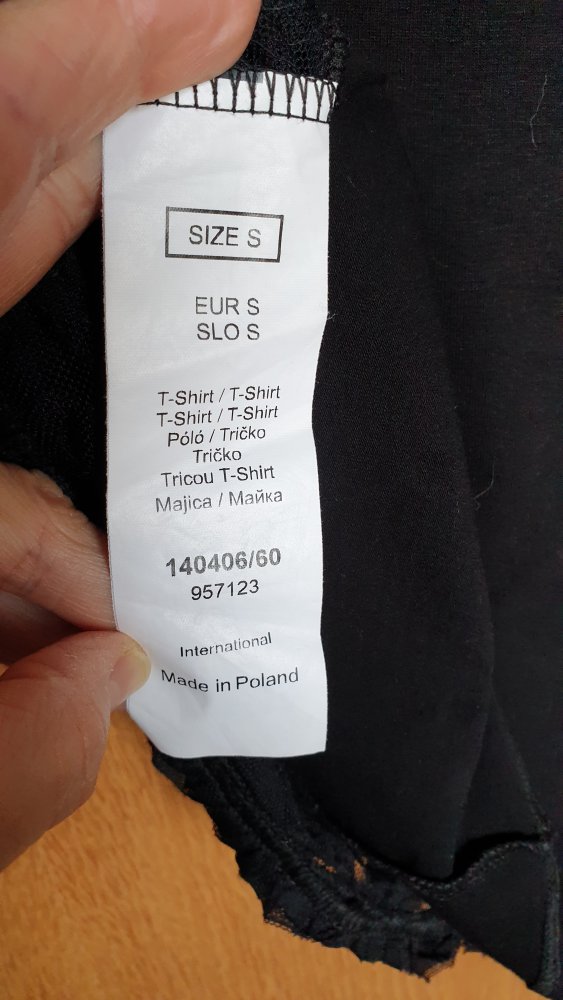 SIZE S
EUR S
SLO S
T-Shirt / T-Shirt
T-Shirt / T-Shirt
Póló / Tričko
Tričko
Tricou T-Shirt
Majica / Майка
140406/60
957123
International
Made in Poland